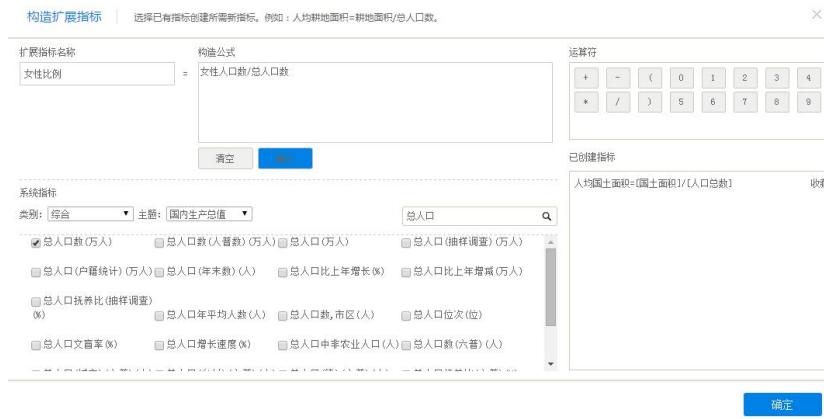 构造扩展指标 选择已有指标创建所需新指标。例如：人均耕地面积=耕地面积/总人口数。
扩展指标名称 构造公式 运算符
女性比例 = 女性人口数/总人口数
+ - ( 0 1 2 3 4
* / ) 5 6 7 8 9
清空
已创建指标
人均国土面积=[国土面积]/[人口总数] 收藏
系统指标
类别: 综合 主题: 国内生产总值 总人口
总人口数(万人) 总人口数(人普数)(万人) 总人口(万人) 总人口(抽样调查)(万人)
总人口(户籍统计)(万人) 总人口(年末数)(人) 总人口比上年增长(%) 总人口比上年增减(万人)
总人口抚养比(抽样调查)
(%) 总人口年平均人数(人) 总人口数,市区(人) 总人口位次(位)
总人口文盲率(%) 总人口增长速度(%) 总人口中非农业人口(人) 总人口数(六普)(人)
确定